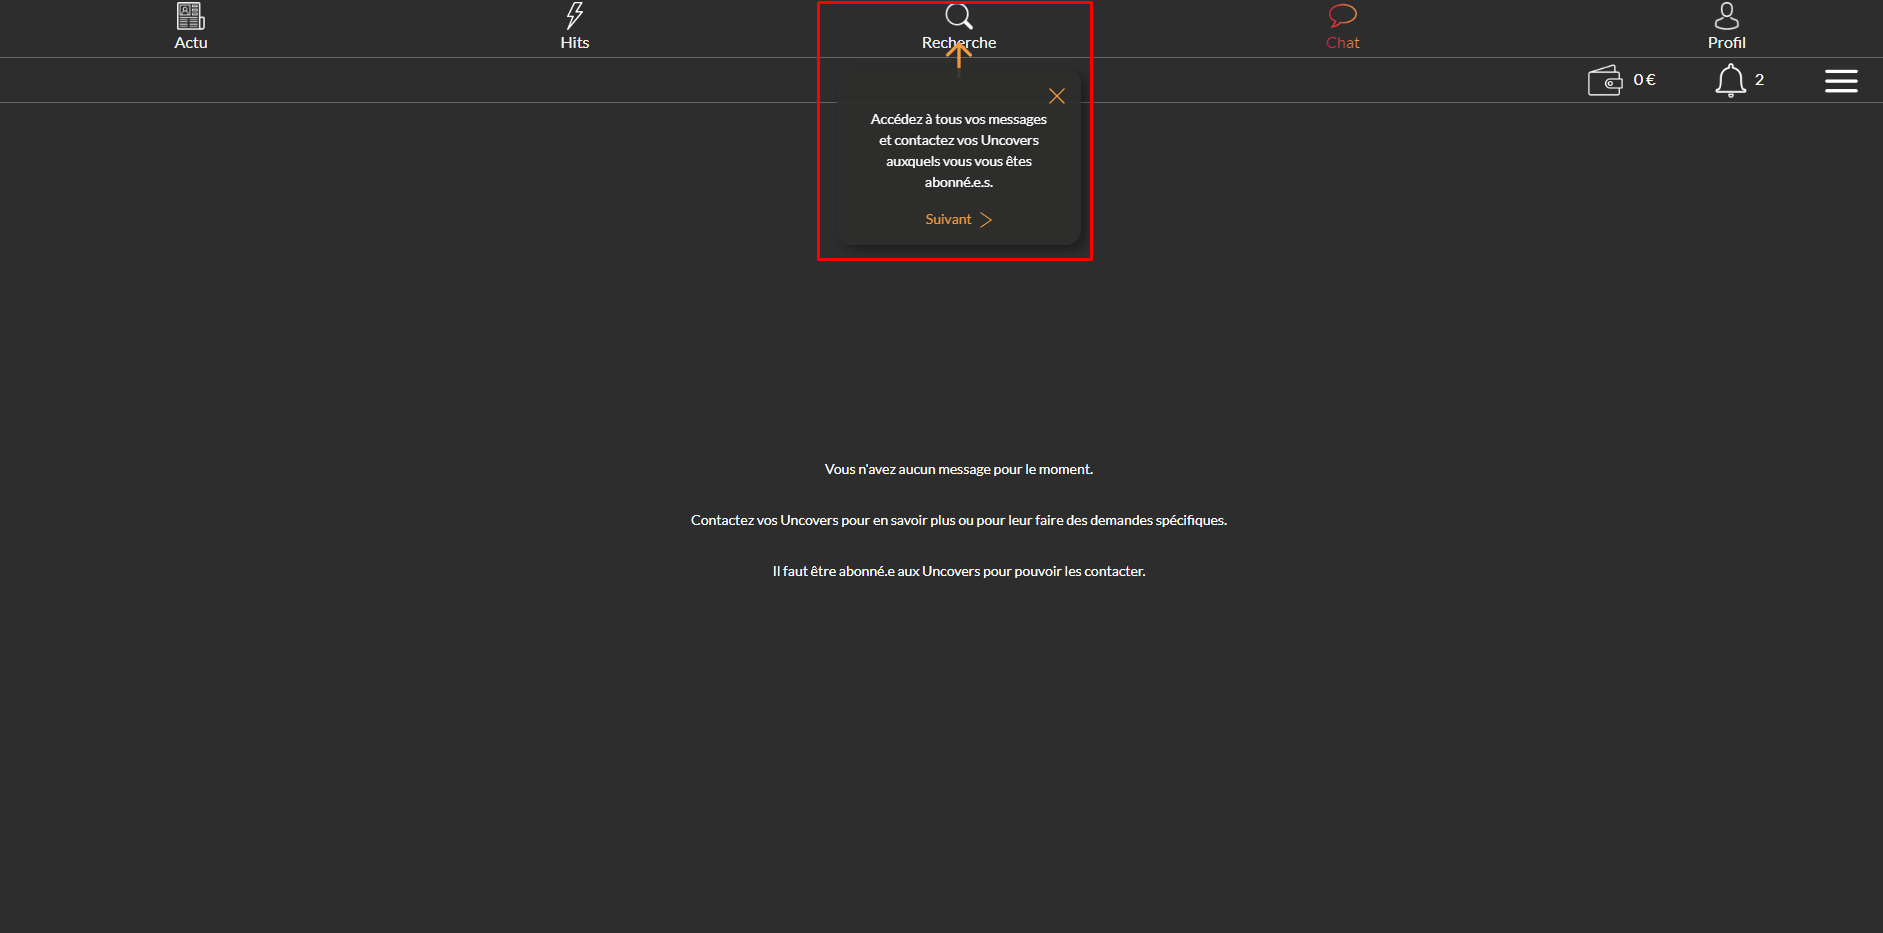 Actu
Hits
Recherche
Chat
Profil
0 €
2
Accédez à tous vos messages
et contactez vos Uncovers
auxquels vous vous êtes
abonné.e.s.
Suivant
Vous n'avez aucun message pour le moment.
Contactez vos Uncovers pour en savoir plus ou pour leur faire des demandes spécifiques.
Il faut être abonné.e aux Uncovers pour pouvoir les contacter.